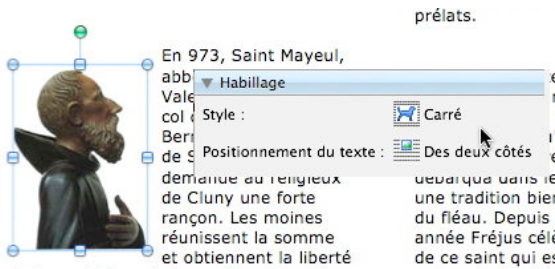 prélats.
En 973, Saint Mayeul,
abb
Vale
col
Ber
de S
▼ Habillage
Style : Carré
Positionnement du texte : Des deux côtés
demande au religieux
de Cluny une forte
rançon. Les moines
réunissent la somme
et obtiennent la liberté
débarqua dans le
une tradition bien
du fléau. Depuis
année Fréjus célè
de ce saint qui es